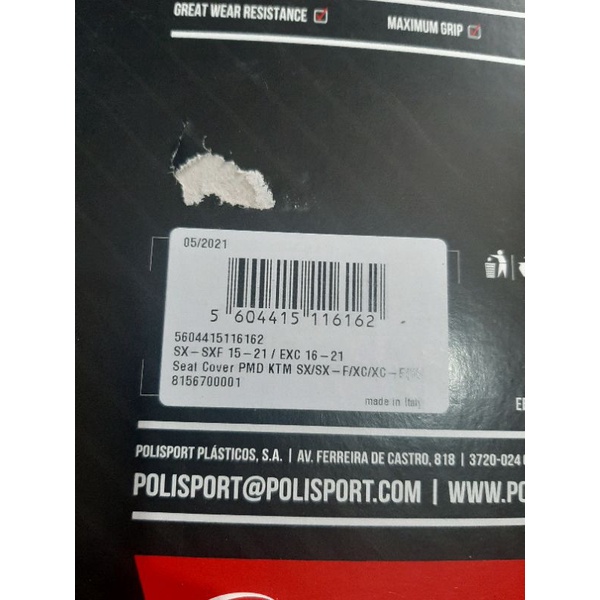 GREAT WEAR RESISTANCE
MAXIMUM GRIP
05/2021
5 604415 116162
5604415116162
SX-SXF 15-21 / EXC 16-21
Seat Cover PMD KTM SX/SX-F/XC/XC-F
8156700001
made in Italy
POLISPORT PLÁSTICOS, S.A. | AV. FERREIRA DE CASTRO, 818 | 3720-024
POLISPORT@POLISPORT.COM | WWW.PO